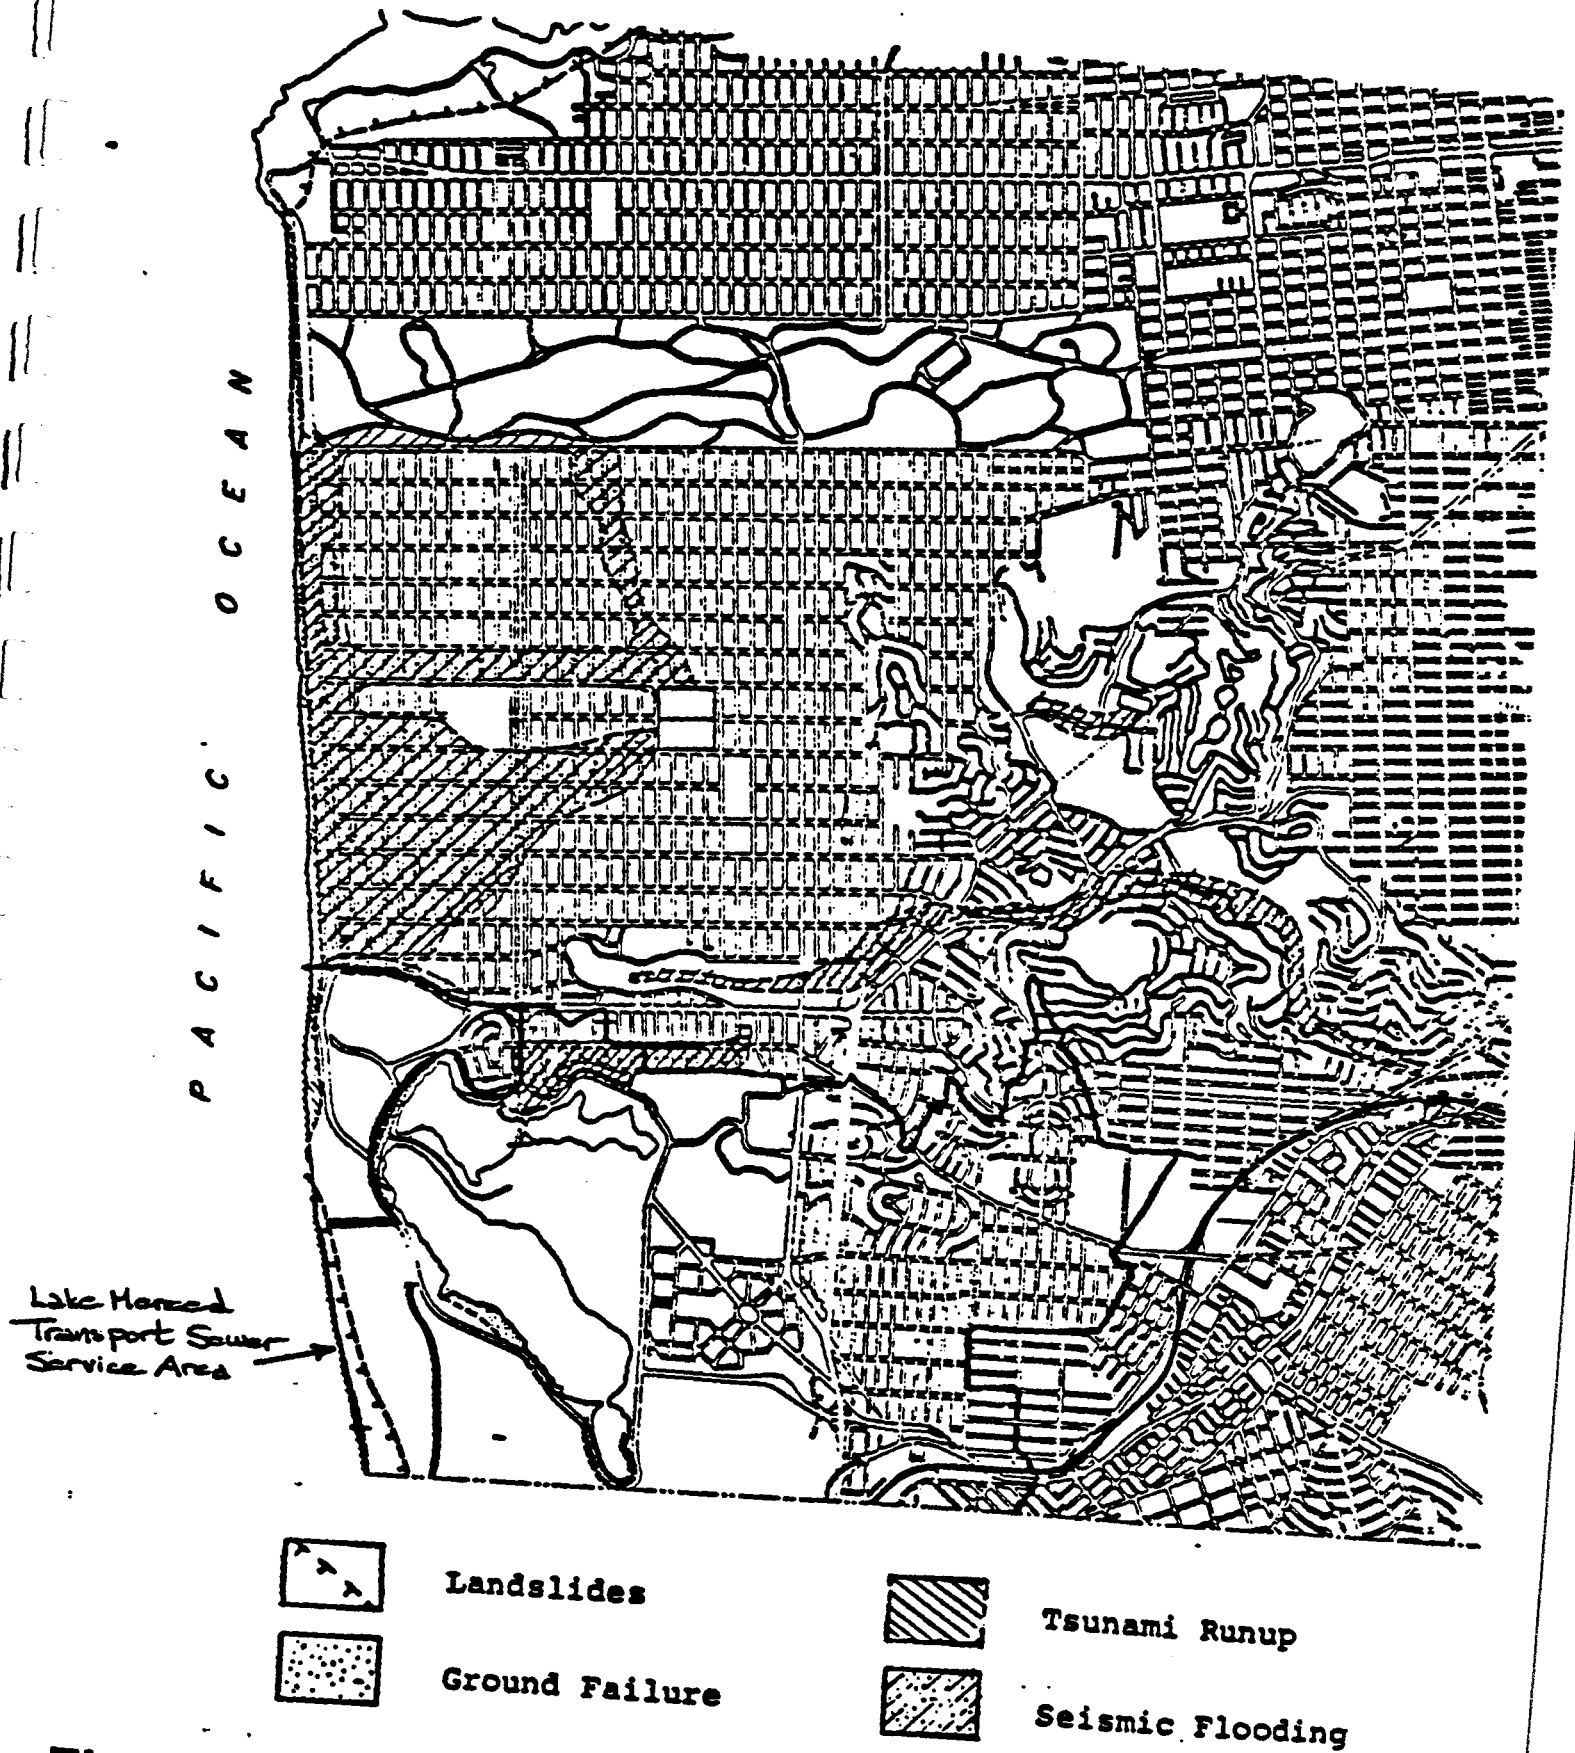 PACIFIC OCEAN
Lake Merced
Transport Sewer
Service Area
Landslides
Tsunami Runup
Ground Failure
Seismic Flooding